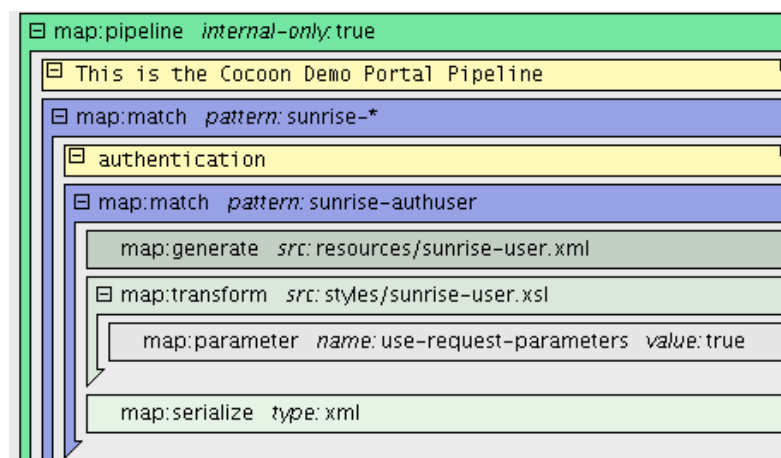 map:pipeline internal-only: true
This is the Cocoon Demo Portal Pipeline
map:match pattern: sunrise-*
authentication
map:match pattern: sunrise-authuser
map:generate src: resources/sunrise-user.xml
map:transform src: styles/sunrise-user.xsl
map:parameter name: use-request-parameters value: true
map:serialize type: xml